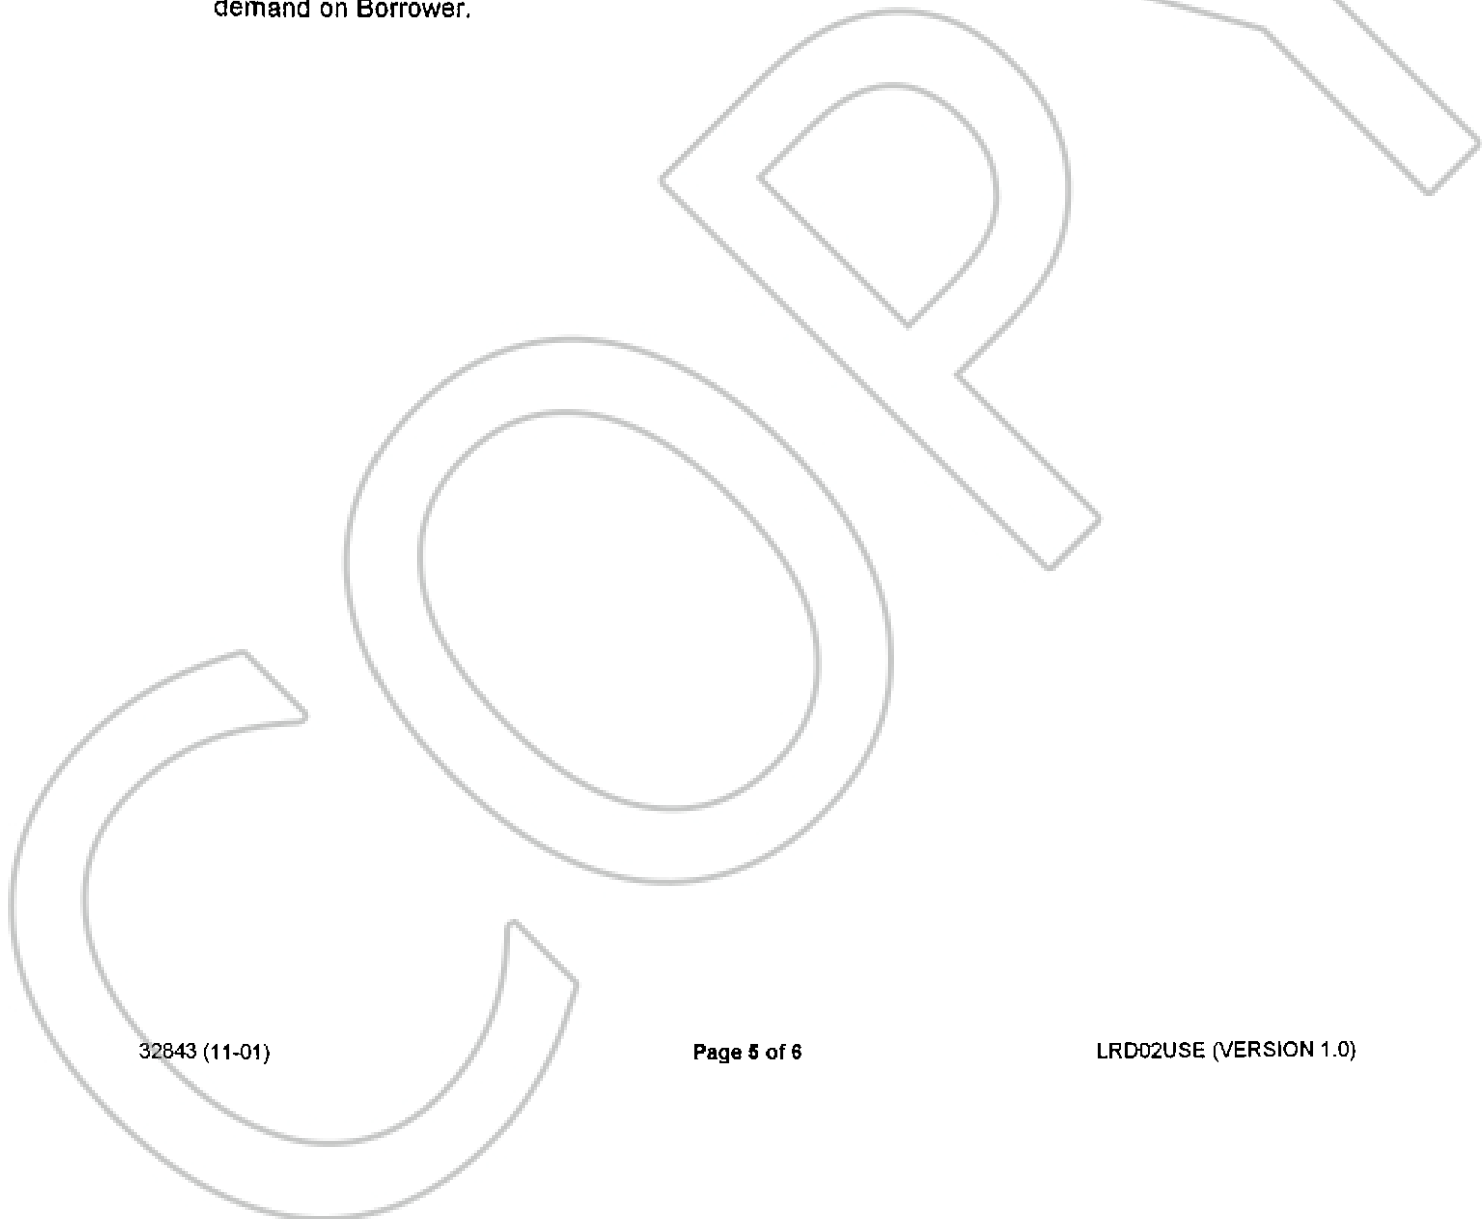 demand on Borrower.
COPY
32843 (11-01)
Page 5 of 6
LRD02USE (VERSION 1.0)